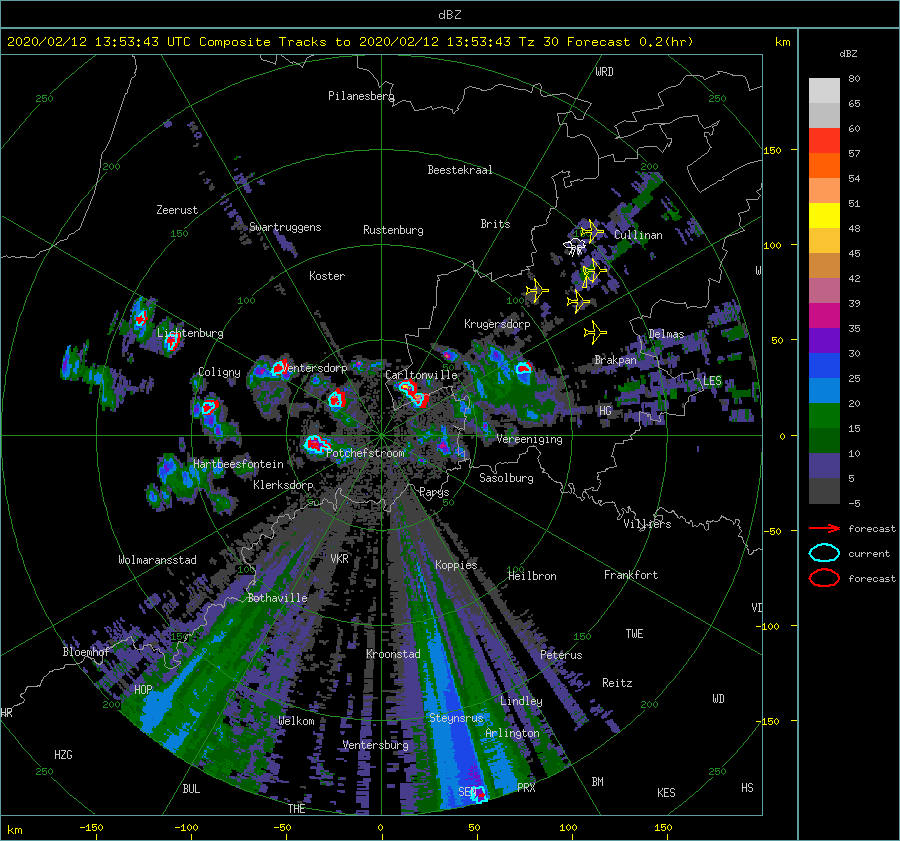 dBZ
2020/02/12 13:53:43 UTC Composite Tracks to 2020/02/12 13:53:43 Tz 30 Forecast 0.2(hr)
km
dBZ
WRD
250
250
Pilanesberg
200
200
Beestekraal
Zeerust
Swartruggens
Rustenburg
Brits
150
Cullinan
Koster
100
100
Krugersdorp
Lichtenburg
Delmas
Coligny
Ventersdorp
Carltonville
Brakpan
LES
HG
Vereeniging
Potchefstroom
Hartbeesfontein
Klerksdorp
Sasolburg
Parys
50
50
Villiers
Wolmaransstad
VKR
Koppies
100
100
Heilbron
Frankfort
Bothaville
VD
150
150
TWE
Bloemhof
Kroonstad
Peterus
HOP
Reitz
WD
200
200
Lindley
HR
Welkom
Steynsrus
Arlington
HZG
Ventersburg
250
250
BUL
SEN
PRX
BM
KES
HS
THE
150
100
50
0
-50
-100
-150
km
-150
-100
-50
0
50
100
150
80
65
60
57
54
51
48
45
42
39
35
30
25
20
15
10
5
-5
forecast
current
forecast